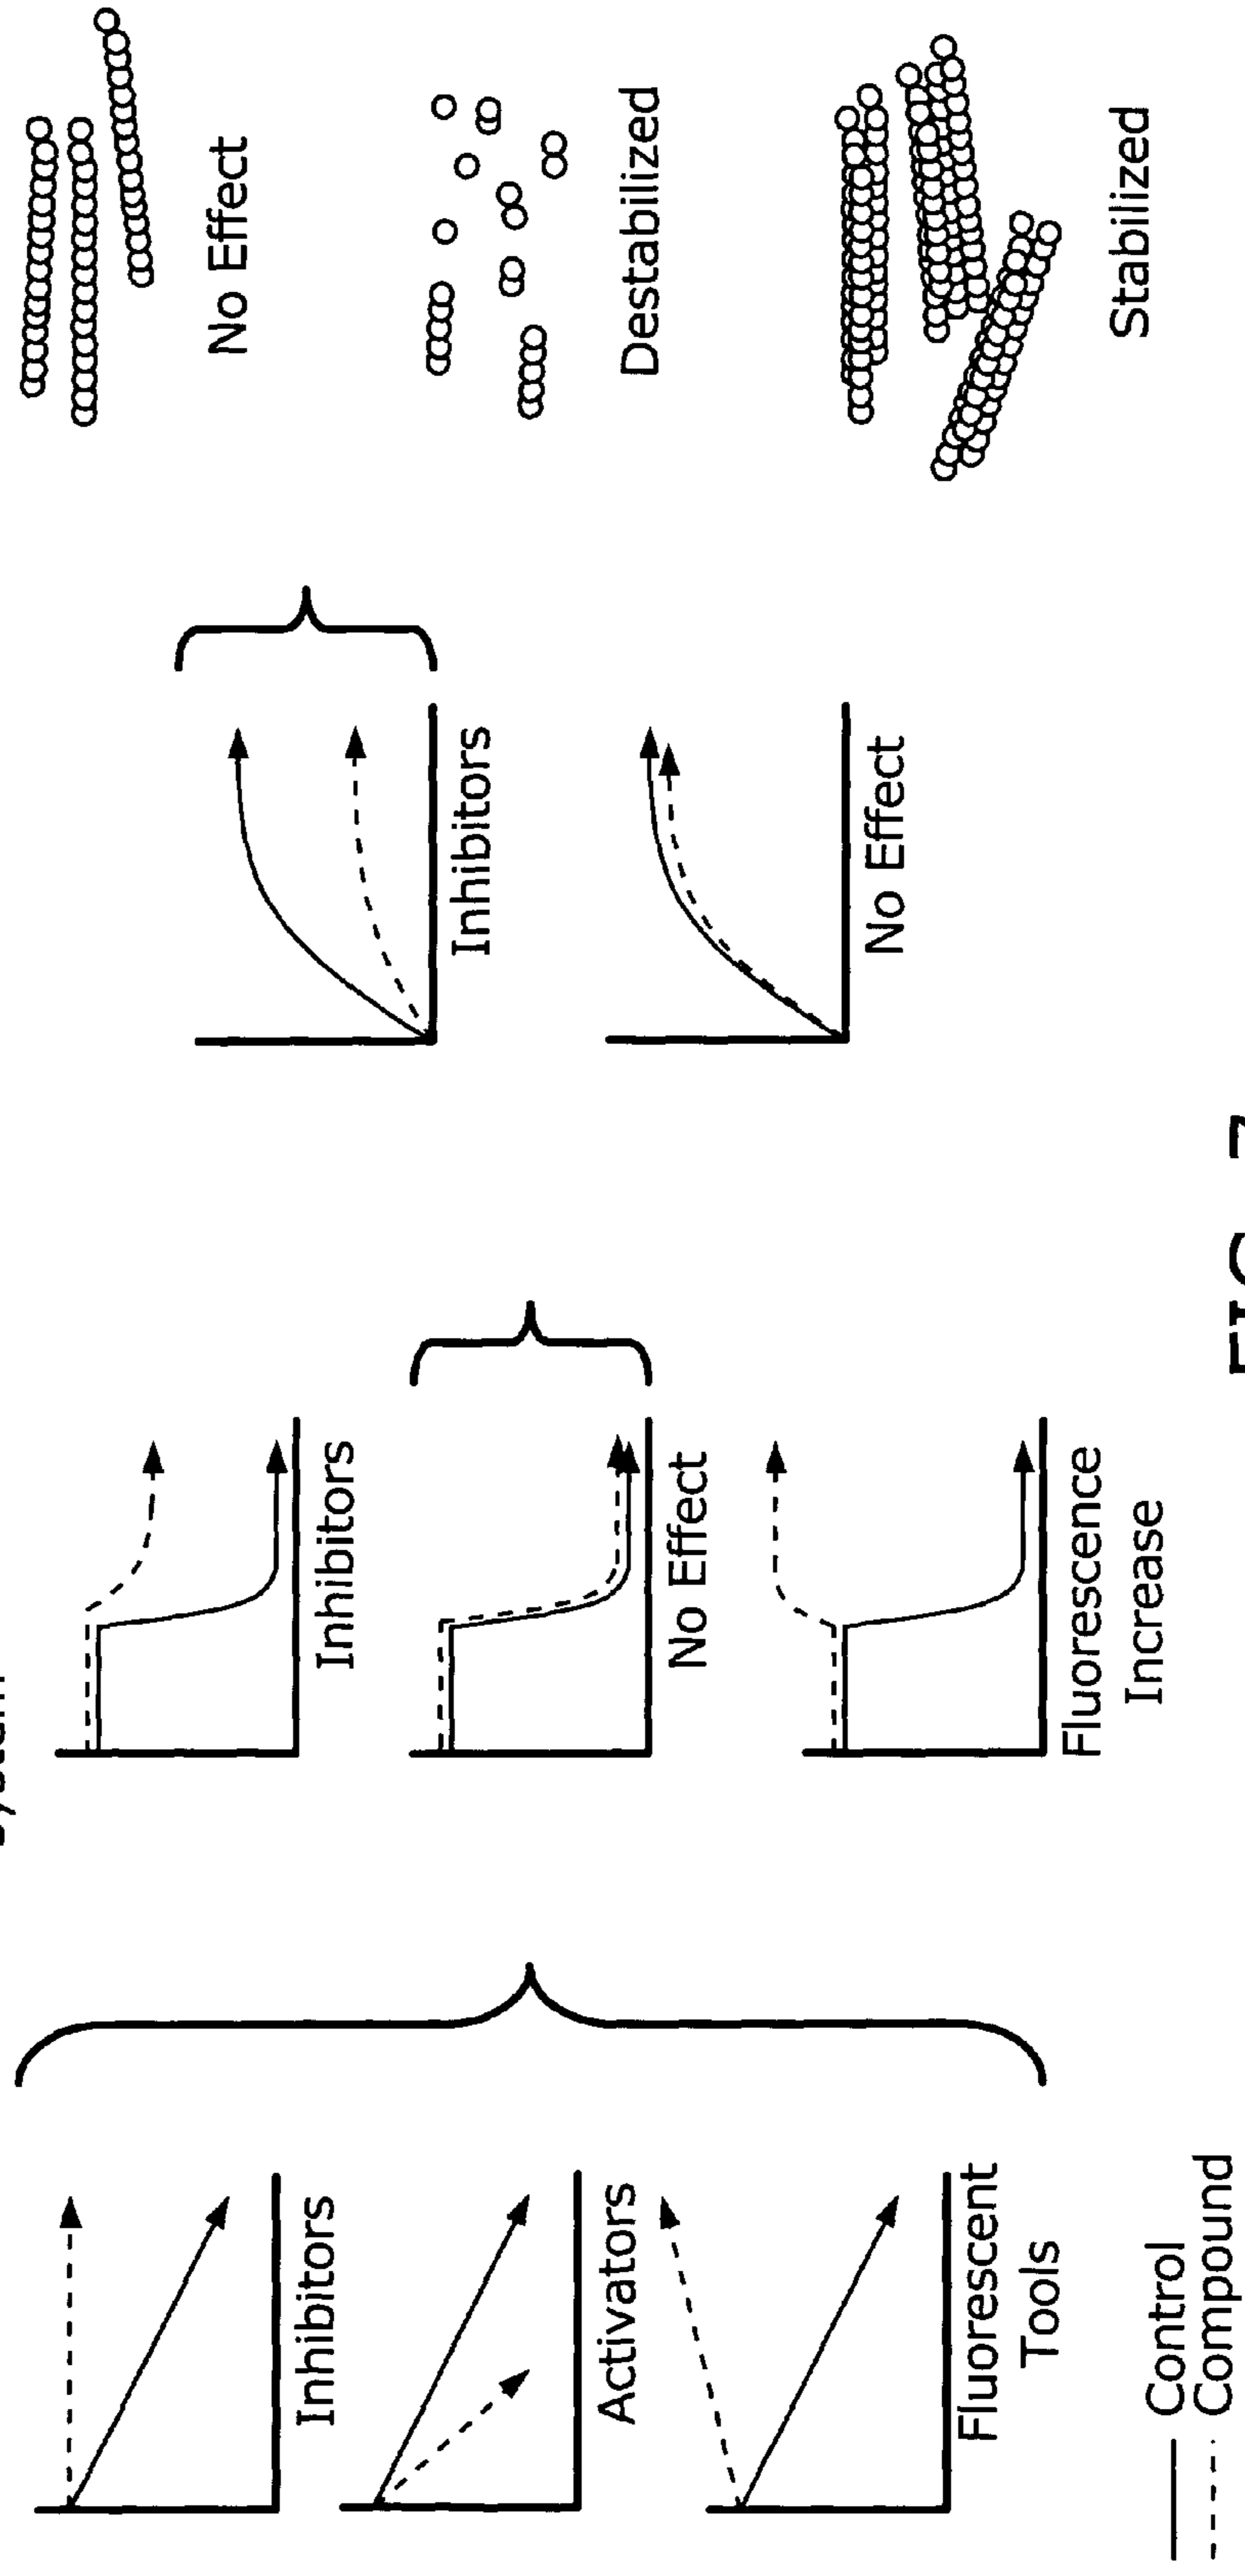 Inhibitors
Activators
Fluorescent
Tools
Control
Compound
Inhibitors
No Effect
Fluorescence
Increase
Inhibitors
No Effect
No Effect
Destabilized
Stabilized